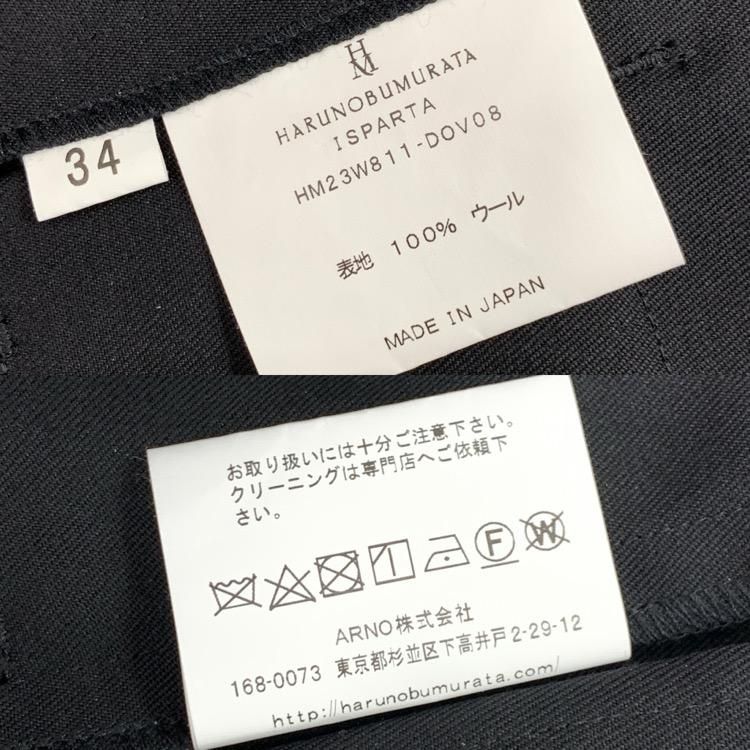 HM
HARUNOBUMURATA
ISPARTA
HM23W811-DOV08
34
表地 100% ウール
MADE IN JAPAN
お取り扱いには十分ご注意下さい。
クリーニングは専門店へご依頼下
さい。
F W
ARNO株式会社
168-0073 東京都杉並区下高井戸2-29-12
http://harunobumurata.com/